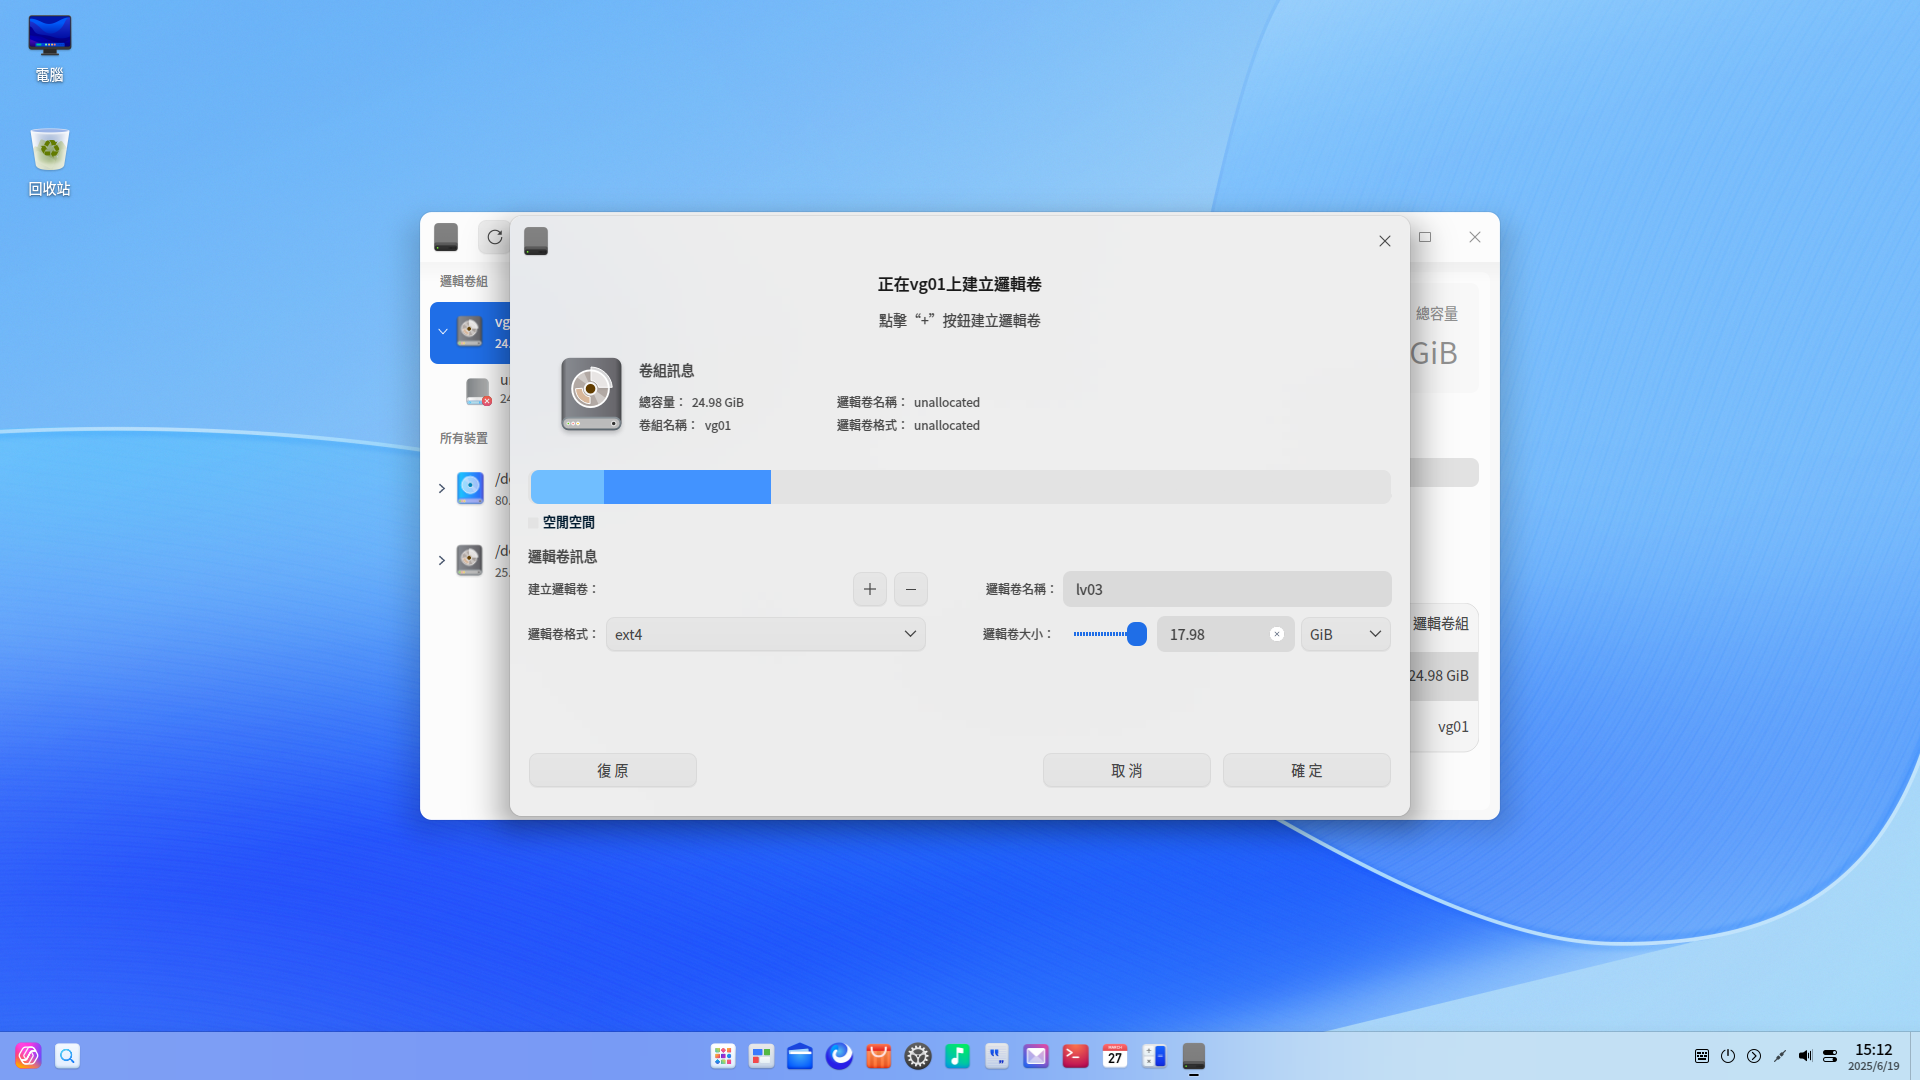 電腦
回收站
邏輯卷組
總容量
GiB
所有裝置
正在vg01上建立邏輯卷
點擊“+”按鈕建立邏輯卷
卷組訊息
總容量： 24.98 GiB
邏輯卷名稱： unallocated
卷組名稱： vg01
邏輯卷格式： unallocated
空閒空間
邏輯卷訊息
建立邏輯卷：
邏輯卷名稱： lv03
邏輯卷格式： ext4
邏輯卷大小： 17.98 GiB
邏輯卷組
24.98 GiB
vg01
復原
取消
確定
MARCH
27
15:12
2025/6/19